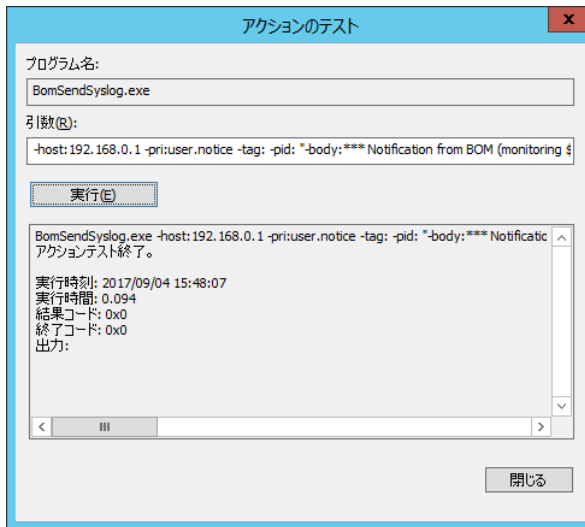 アクションのテスト
x
プログラム名:
BomSendSyslog.exe
引数(R):
-host:192.168.0.1 -pri:user.notice -tag: -pid: "-body:*** Notification from BOM (monitoring $
実行(E)
BomSendSyslog.exe -host:192.168.0.1 -pri:user.notice -tag: -pid: "-body:*** Notificatic
アクションテスト終了。
実行時刻: 2017/09/04 15:48:07
実行時間: 0.094
結果コード: 0x0
終了コード: 0x0
出力:
閉じる